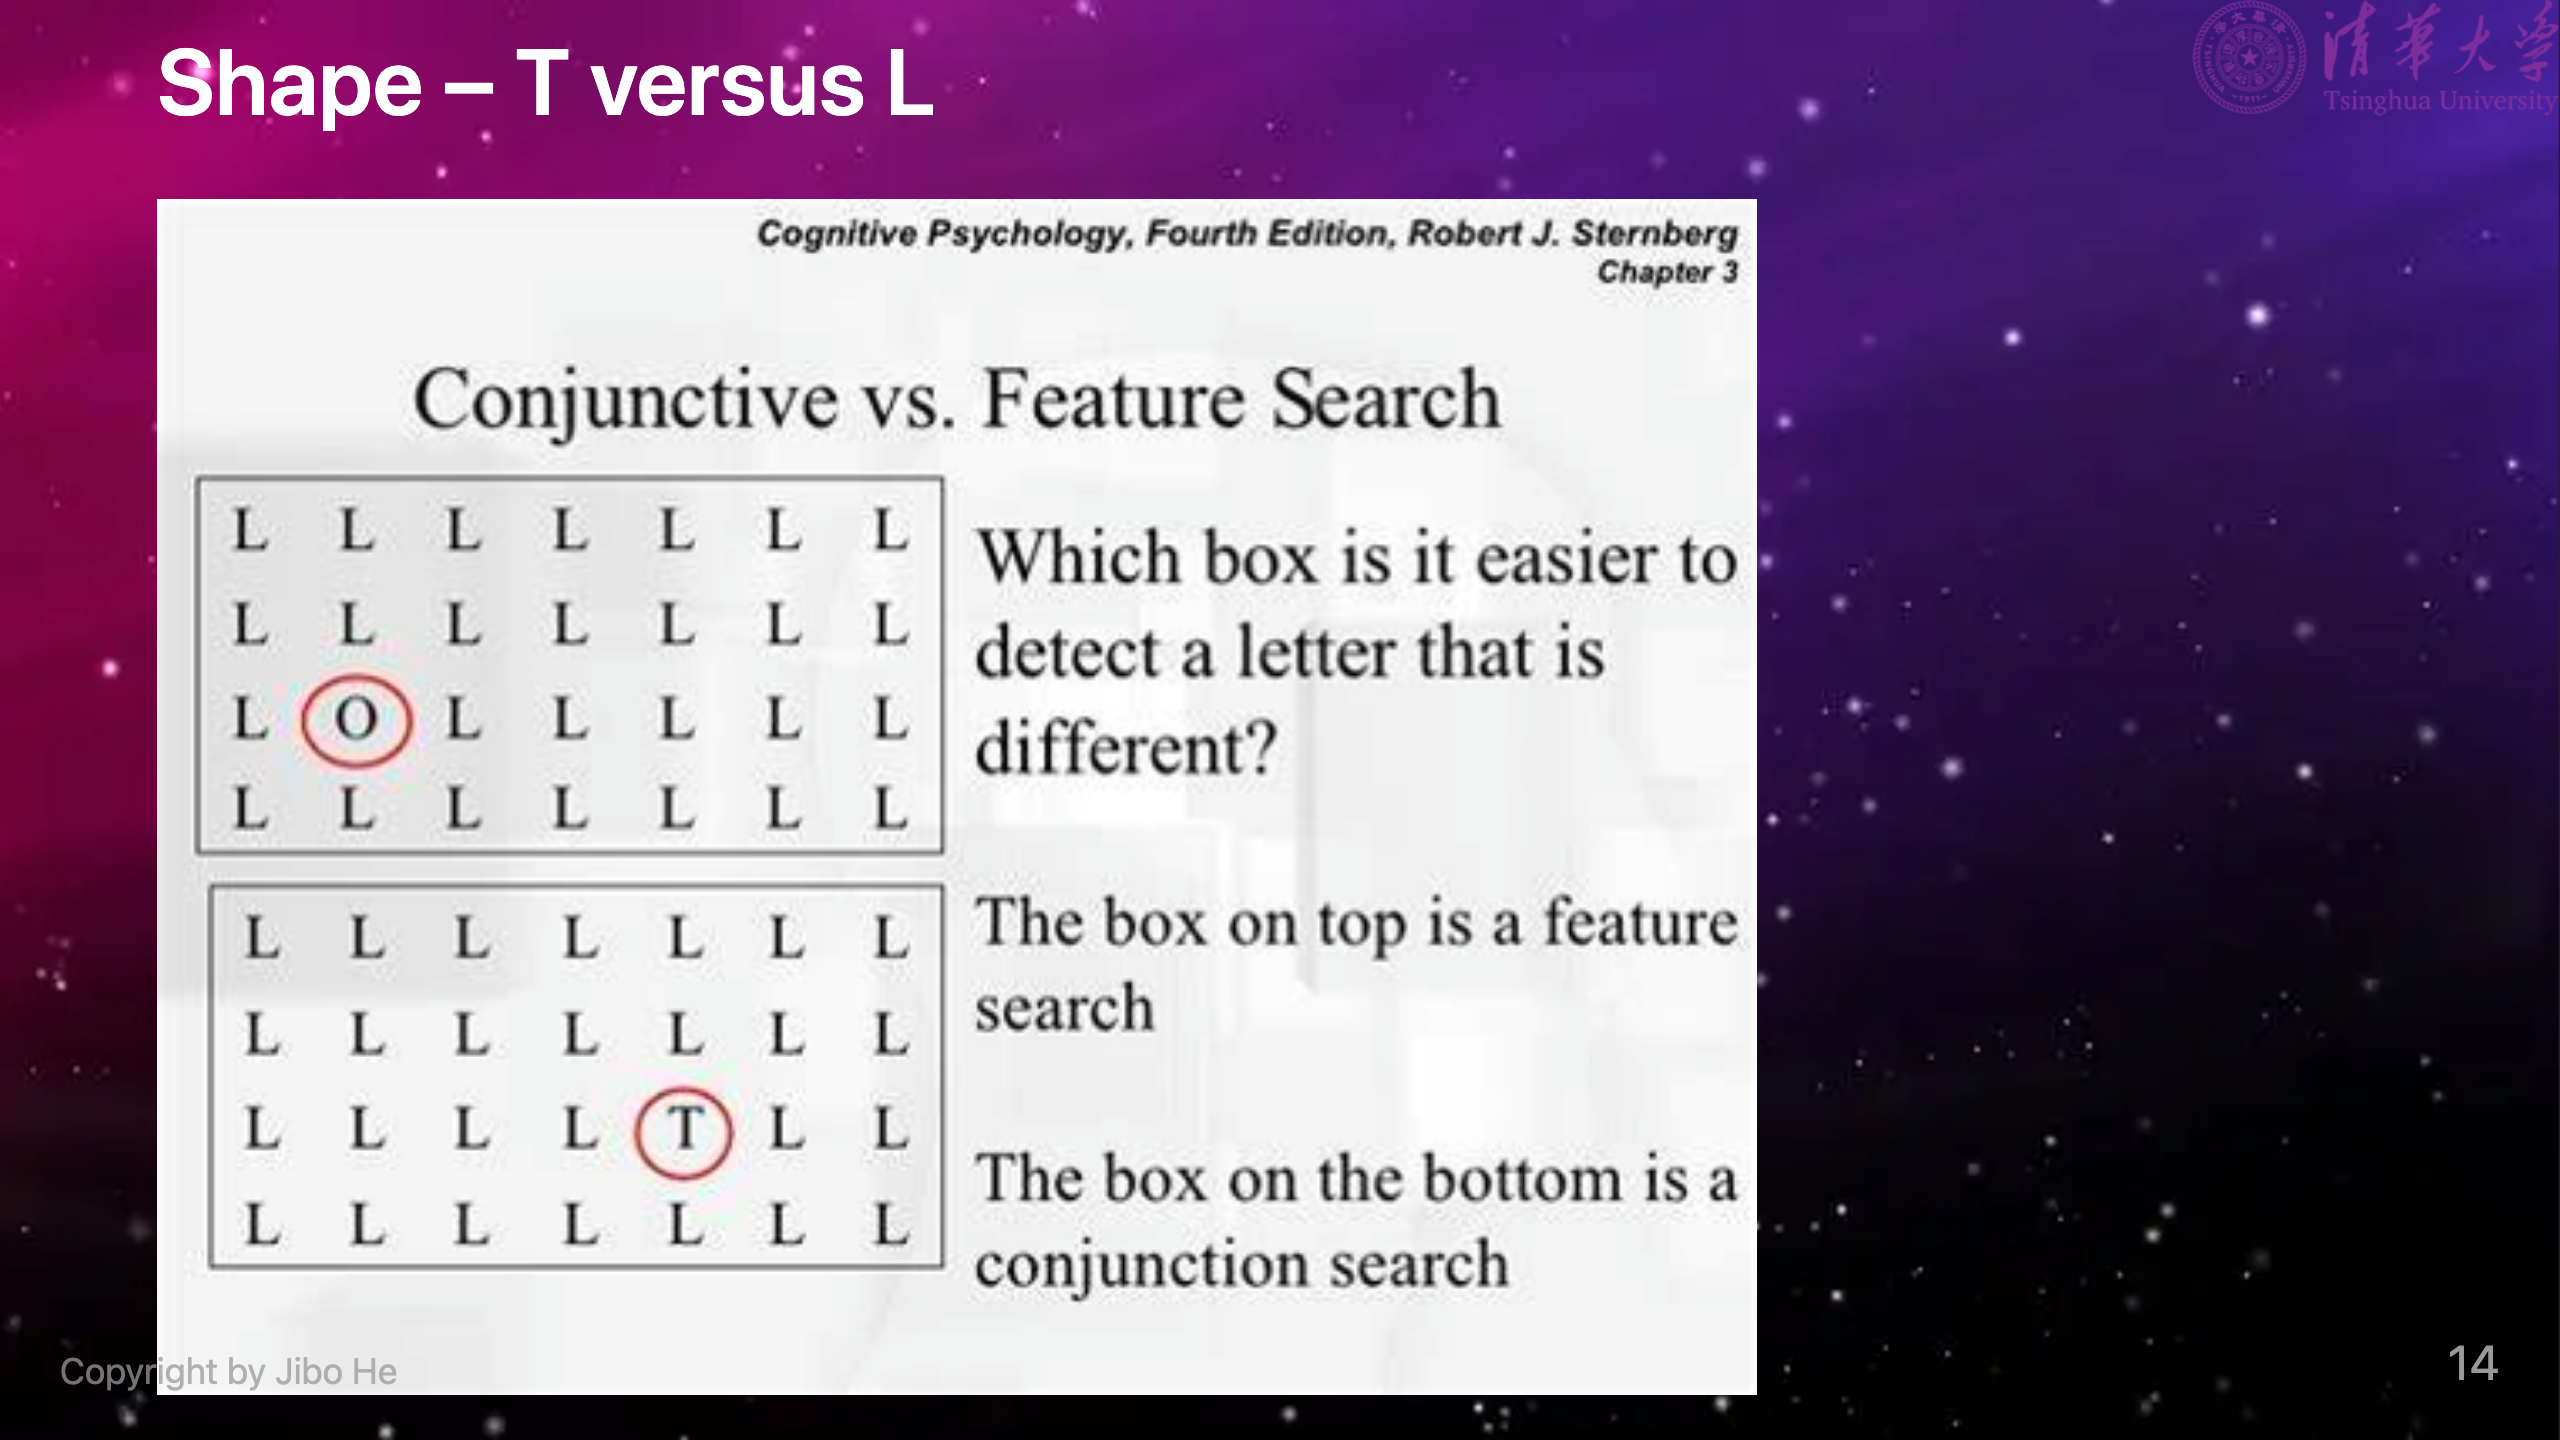 Shape – T versus L
清华大学
Tsinghua University
Cognitive Psychology, Fourth Edition, Robert J. Sternberg
Chapter 3
Conjunctive vs. Feature Search
L L L L L L L
L L L L L L L
L O L L L L L
L L L L L L L
Which box is it easier to
detect a letter that is
different?
L L L L L L L
L L L L L L L
L L L L T L L
L L L L L L L
The box on top is a feature
search
The box on the bottom is a
conjunction search
Copyright by Jibo He
14